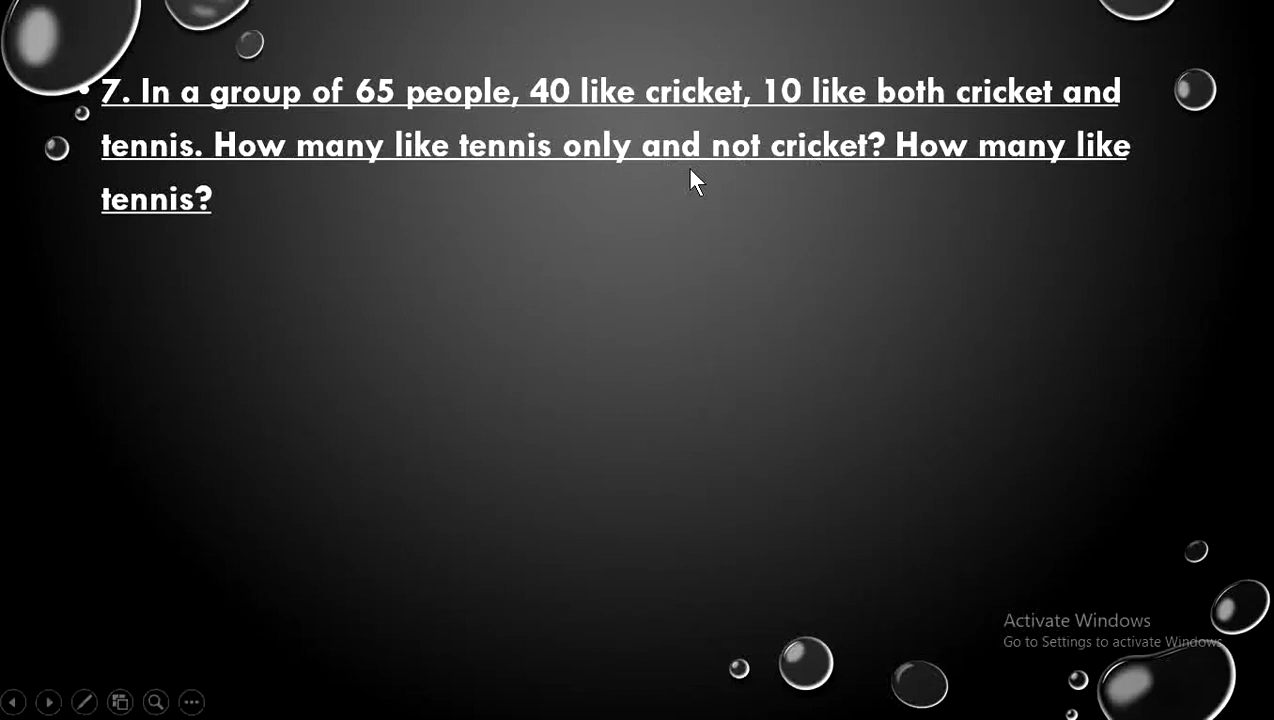 • 7. In a group of 65 people, 40 like cricket, 10 like both cricket and
tennis. How many like tennis only and not cricket? How many like
tennis?
Activate Windows
Go to Settings to activate Windows.